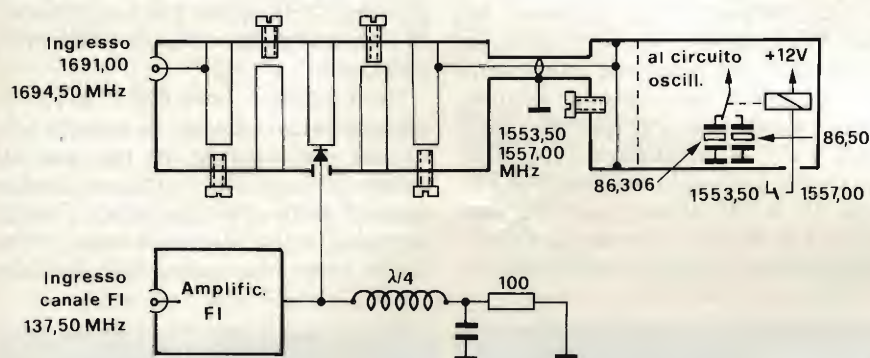 Ingresso
1691,00
1694,50 MHz
al circuito
oscill.
+12V
1553,50
1557,00
MHz
86,50
86,306
1553,50
1557,00
Ingresso
canale FI
137,50 MHz
Amplific.
FI
λ/4
100